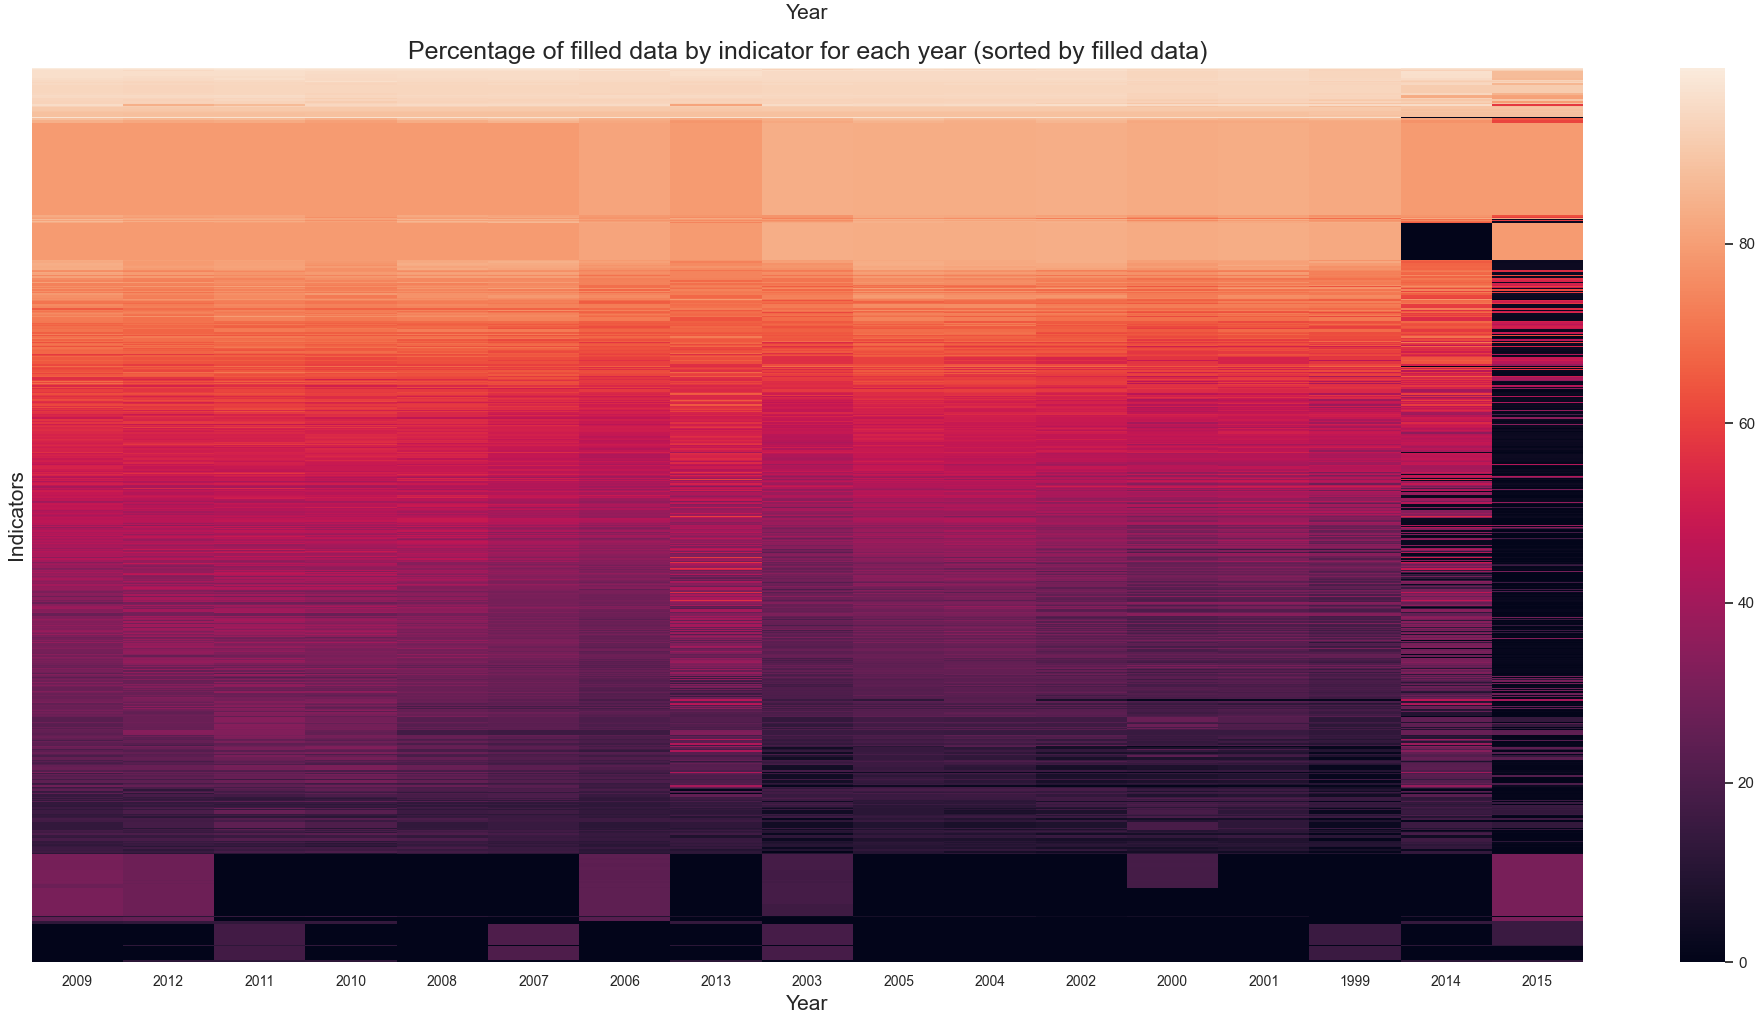 Year
Percentage of filled data by indicator for each year (sorted by filled data)
Indicators
80
60
40
20
0
2009 2012 2011 2010 2008 2007 2006 2013 2003 2005 2004 2002 2000 2001 1999 2014 2015
Year